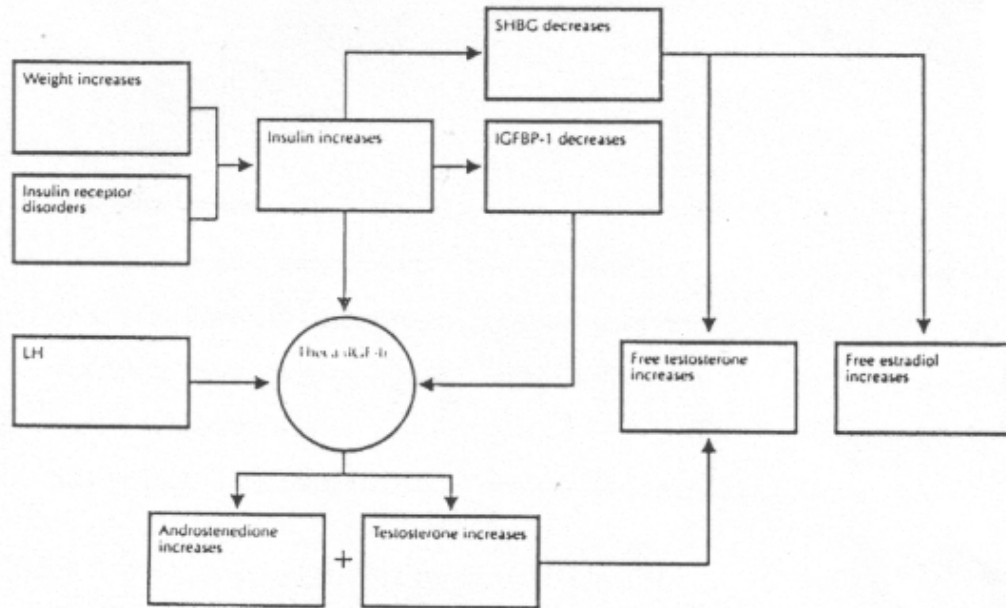 SHBG decreases
Weight increases
Insulin increases
IGFBP-1 decreases
Insulin receptor
disorders
LH
Theca
Free testosterone
increases
Free estradiol
increases
Androstenedione
increases
+
Testosterone increases